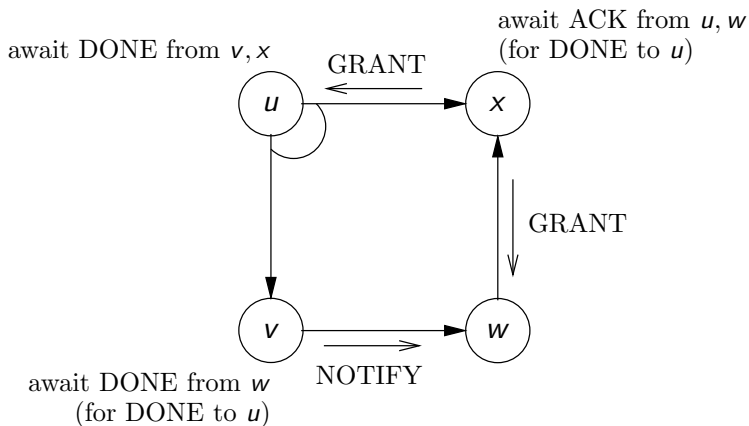 await ACK from u, w
(for DONE to u)
await DONE from v, x
GRANT
u
x
GRANT
v
w
NOTIFY
await DONE from w
(for DONE to u)